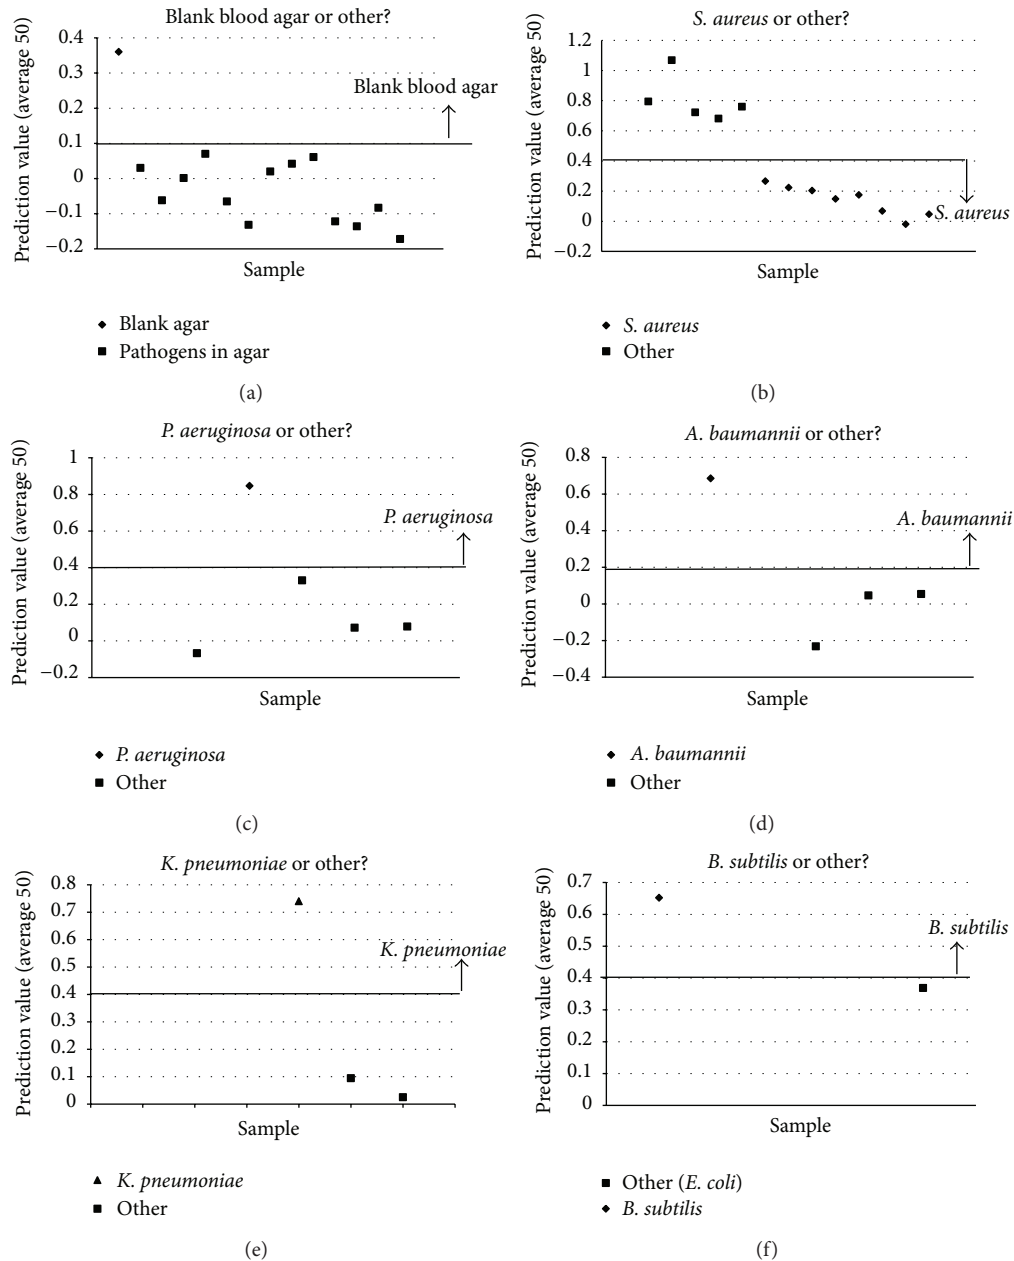 Blank blood agar or other?
Prediction value (average 50)
0.4
0.3
0.2
0.1
0
−0.1
−0.2
Blank blood agar
Sample
Blank agar
Pathogens in agar
(a)
S. aureus or other?
Prediction value (average 50)
1.2
1
0.8
0.6
0.4
0.2
0
−0.2
S. aureus
Sample
S. aureus
Other
(b)
P. aeruginosa or other?
Prediction value (average 50)
1
0.8
0.6
0.4
0.2
0
−0.2
P. aeruginosa
Sample
P. aeruginosa
Other
(c)
A. baumannii or other?
Prediction value (average 50)
0.8
0.6
0.4
0.2
0
−0.2
−0.4
A. baumannii
Sample
A. baumannii
Other
(d)
K. pneumoniae or other?
Prediction value (average 50)
0.8
0.7
0.6
0.5
0.4
0.3
0.2
0.1
0
K. pneumoniae
Sample
K. pneumoniae
Other
(e)
B. subtilis or other?
Prediction value (average 50)
0.7
0.6
0.5
0.4
0.3
0.2
0.1
0
B. subtilis
Sample
Other (E. coli)
B. subtilis
(f)